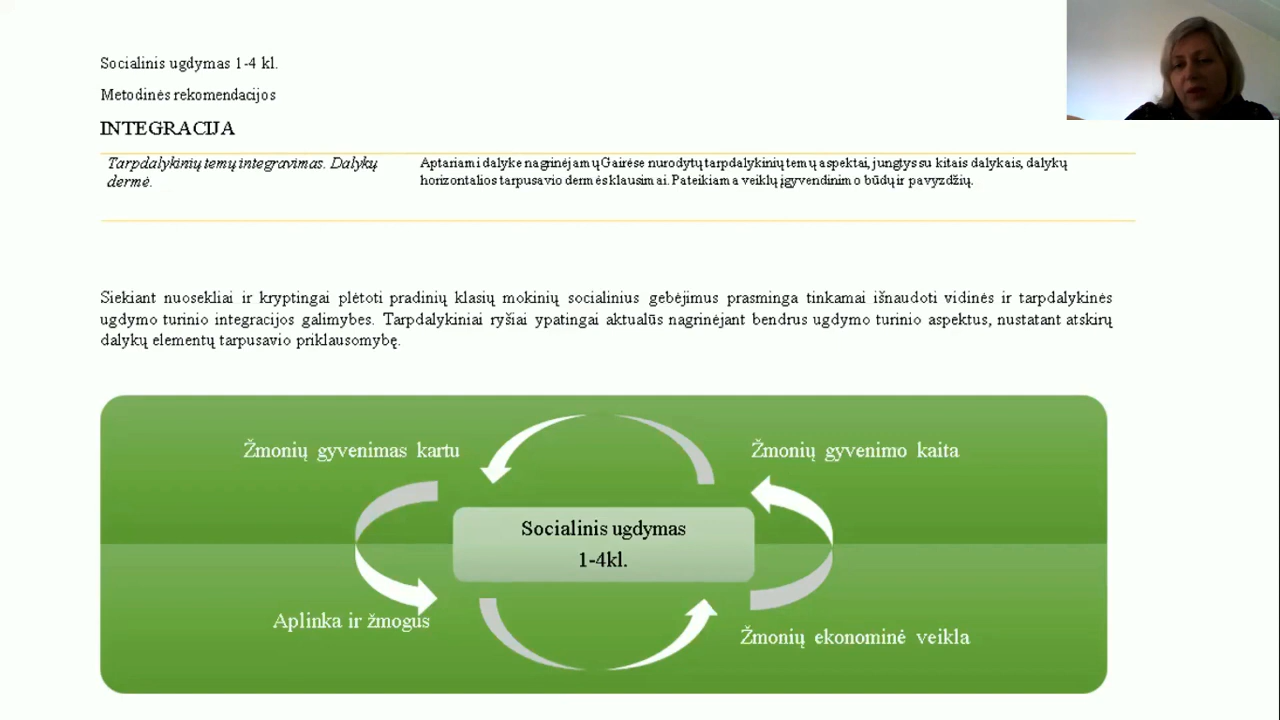 Socialinis ugdymas 1-4 kl.
Metodinės rekomendacijos
INTEGRACIJA
Tarpdalykinių temų integravimas. Dalykų
dermė.
Aptariami dalyke nagrinėjamų Gairėse nurodytų tarpdalykinių temų aspektai, jungtys su kitais dalykais, dalykų
horizontalios tarpusavio dermės klausimai. Pateikiama veiklų įgyvendinimo būdų ir pavyzdžių.
Siekiant nuosekliai ir kryptingai plėtoti pradinių klasių mokinių socialinius gebėjimus prasminga tinkamai išnaudoti vidinės ir tarpdalykinės
ugdymo turinio integracijos galimybes. Tarpdalykiniai ryšiai ypatingai aktualūs nagrinėjant bendrus ugdymo turinio aspektus, nustatant atskirų
dalykų elementų tarpusavio priklausomybę.
Žmonių gyvenimas kartu
Žmonių gyvenimo kaita
Socialinis ugdymas
1-4kl.
Aplinka ir žmogus
Žmonių ekonominė veikla